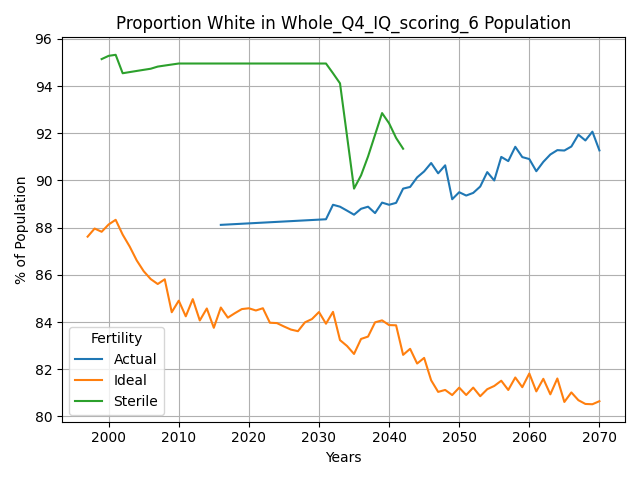 Proportion White in Whole_Q4_IQ_scoring_6 Population
96
94
92
90
88
86
84
82
80
% of Population
Fertility
Actual
Ideal
Sterile
2000 2010 2020 2030 2040 2050 2060 2070
Years